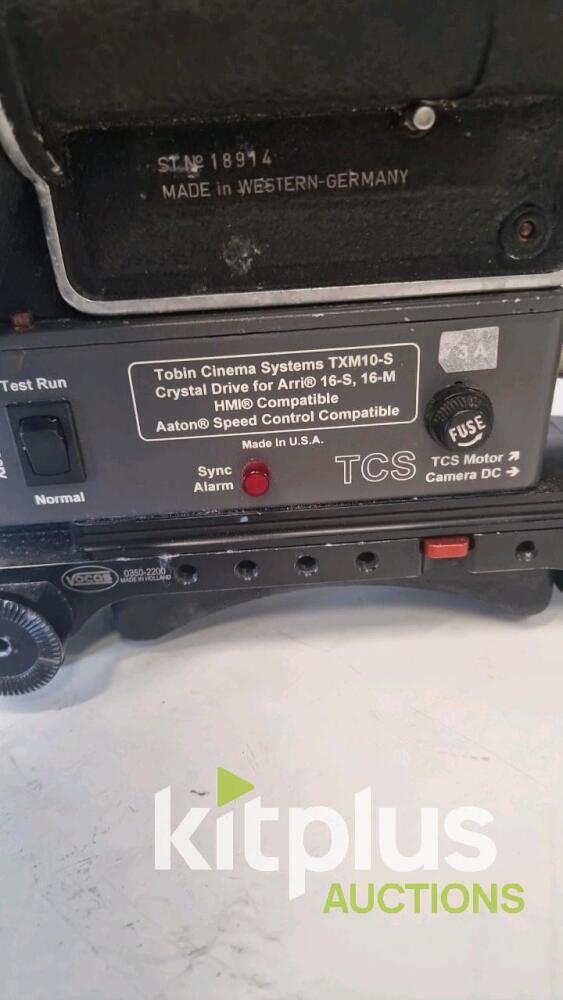 ST Nº 18914
MADE in WESTERN-GERMANY
3A
Tobin Cinema Systems TXM10-S
Crystal Drive for Arri® 16-S, 16-M
HMI® Compatible
Aaton® Speed Control Compatible
Made in U.S.A.
Test Run
Normal
Sync
Alarm
TCS
FUSE
TCS Motor ↗
Camera DC →
VOCAS
0350-2200
MADE IN HOLLAND
kitplus
AUCTIONS